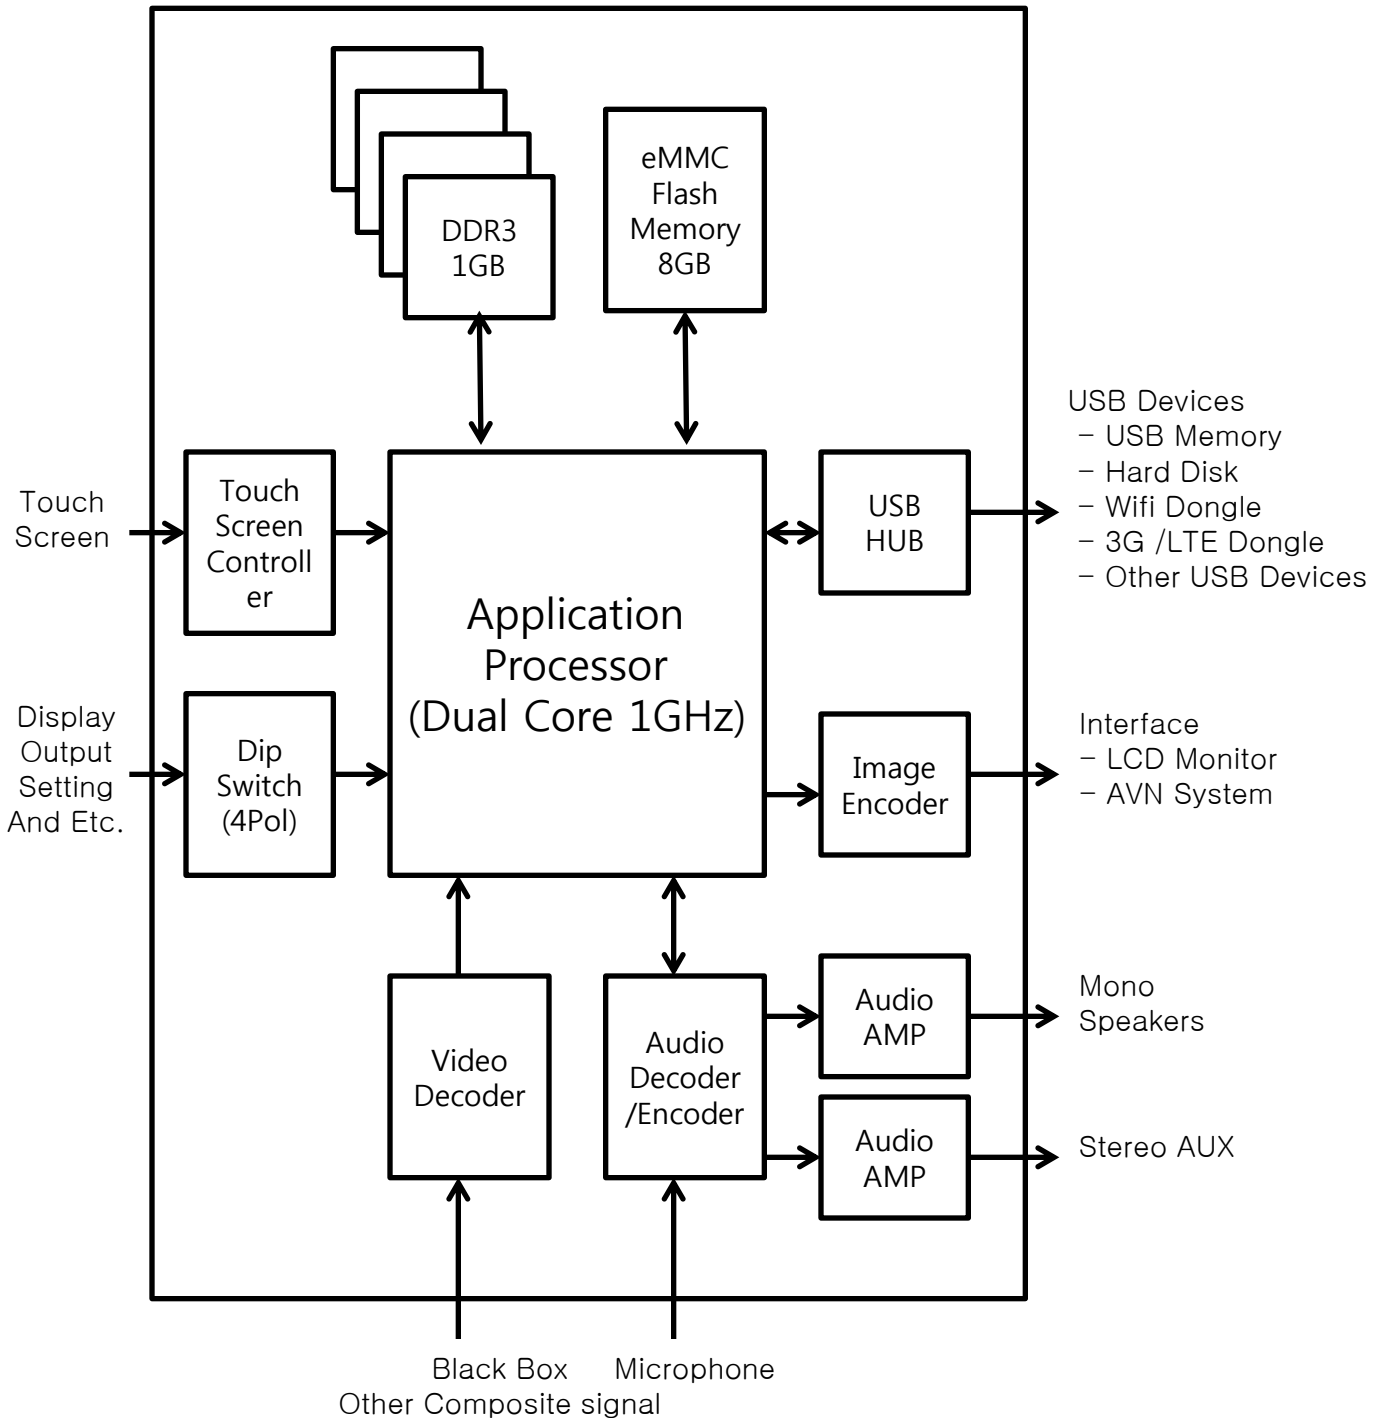 DDR3
1GB
eMMC
Flash
Memory
8GB
Touch
Screen
Touch
Screen
Controll
er
Application
Processor
(Dual Core 1GHz)
USB
HUB
USB Devices
- USB Memory
- Hard Disk
- Wifi Dongle
- 3G /LTE Dongle
- Other USB Devices
Display
Output
Setting
And Etc.
Dip
Switch
(4Pol)
Image
Encoder
Interface
- LCD Monitor
- AVN System
Video
Decoder
Audio
Decoder
/Encoder
Audio
AMP
Mono
Speakers
Audio
AMP
Stereo AUX
Black Box
Other Composite signal
Microphone